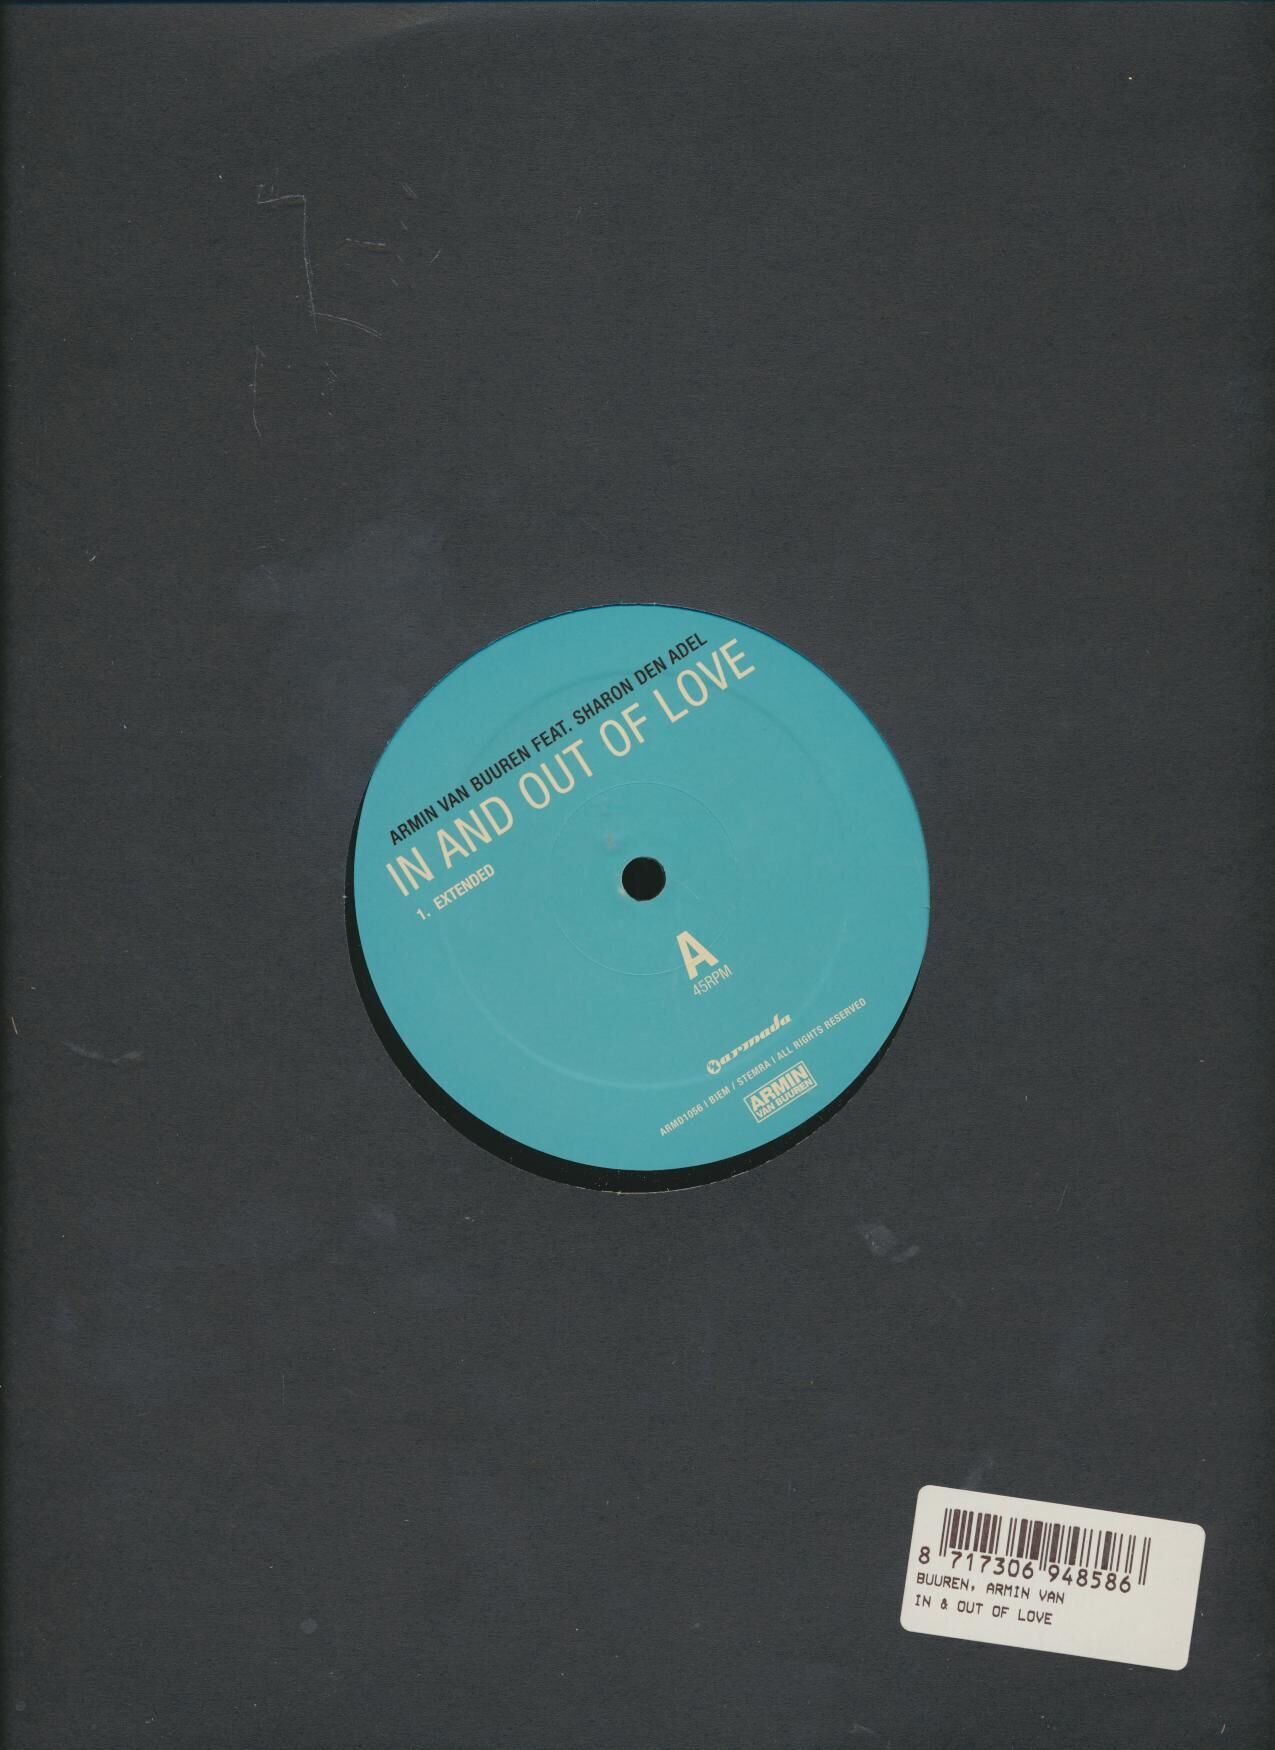 ARMIN VAN BUUREN FEAT. SHARON DEN ADEL
IN AND OUT OF LOVE
1. EXTENDED
A
45RPM
armada
ARMD1056 | BIEM / STEMRA | ALL RIGHTS RESERVED
ARMIN
VAN BUUREN
8 717306 948586
BUUREN, ARMIN VAN
IN & OUT OF LOVE